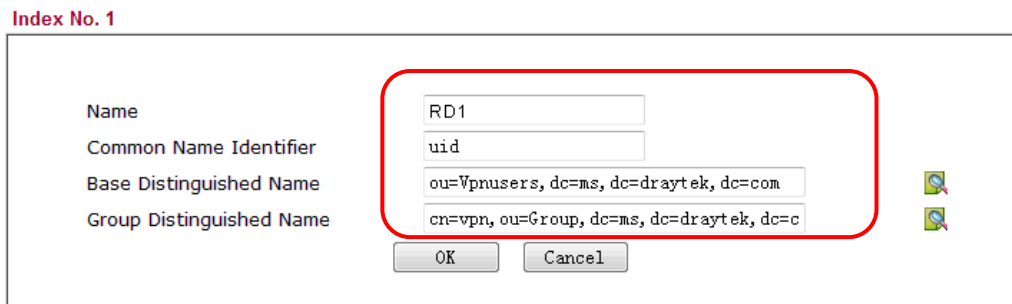 Index No. 1
Name RD1
Common Name Identifier uid
Base Distinguished Name ou=Vpnusers,dc=ms,dc=draytek,dc=com
Group Distinguished Name cn=vpn,ou=Group,dc=ms,dc=draytek,dc=c
OK Cancel